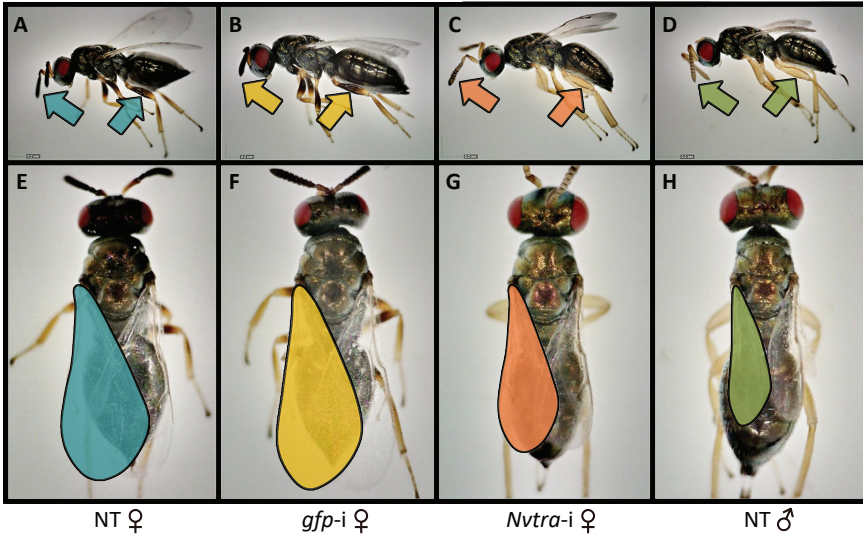 A B C D
E F G H
NT ♀ gfp-i ♀ Nvtra-i ♀ NT ♂